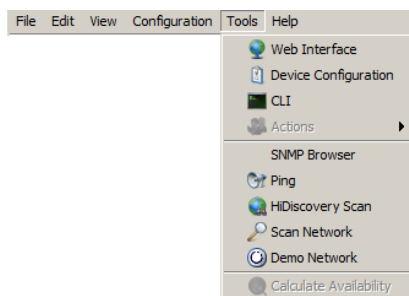 File Edit View Configuration Tools Help
Web Interface
Device Configuration
CLI
Actions
SNMP Browser
Ping
HiDiscovery Scan
Scan Network
Demo Network
Calculate Availability